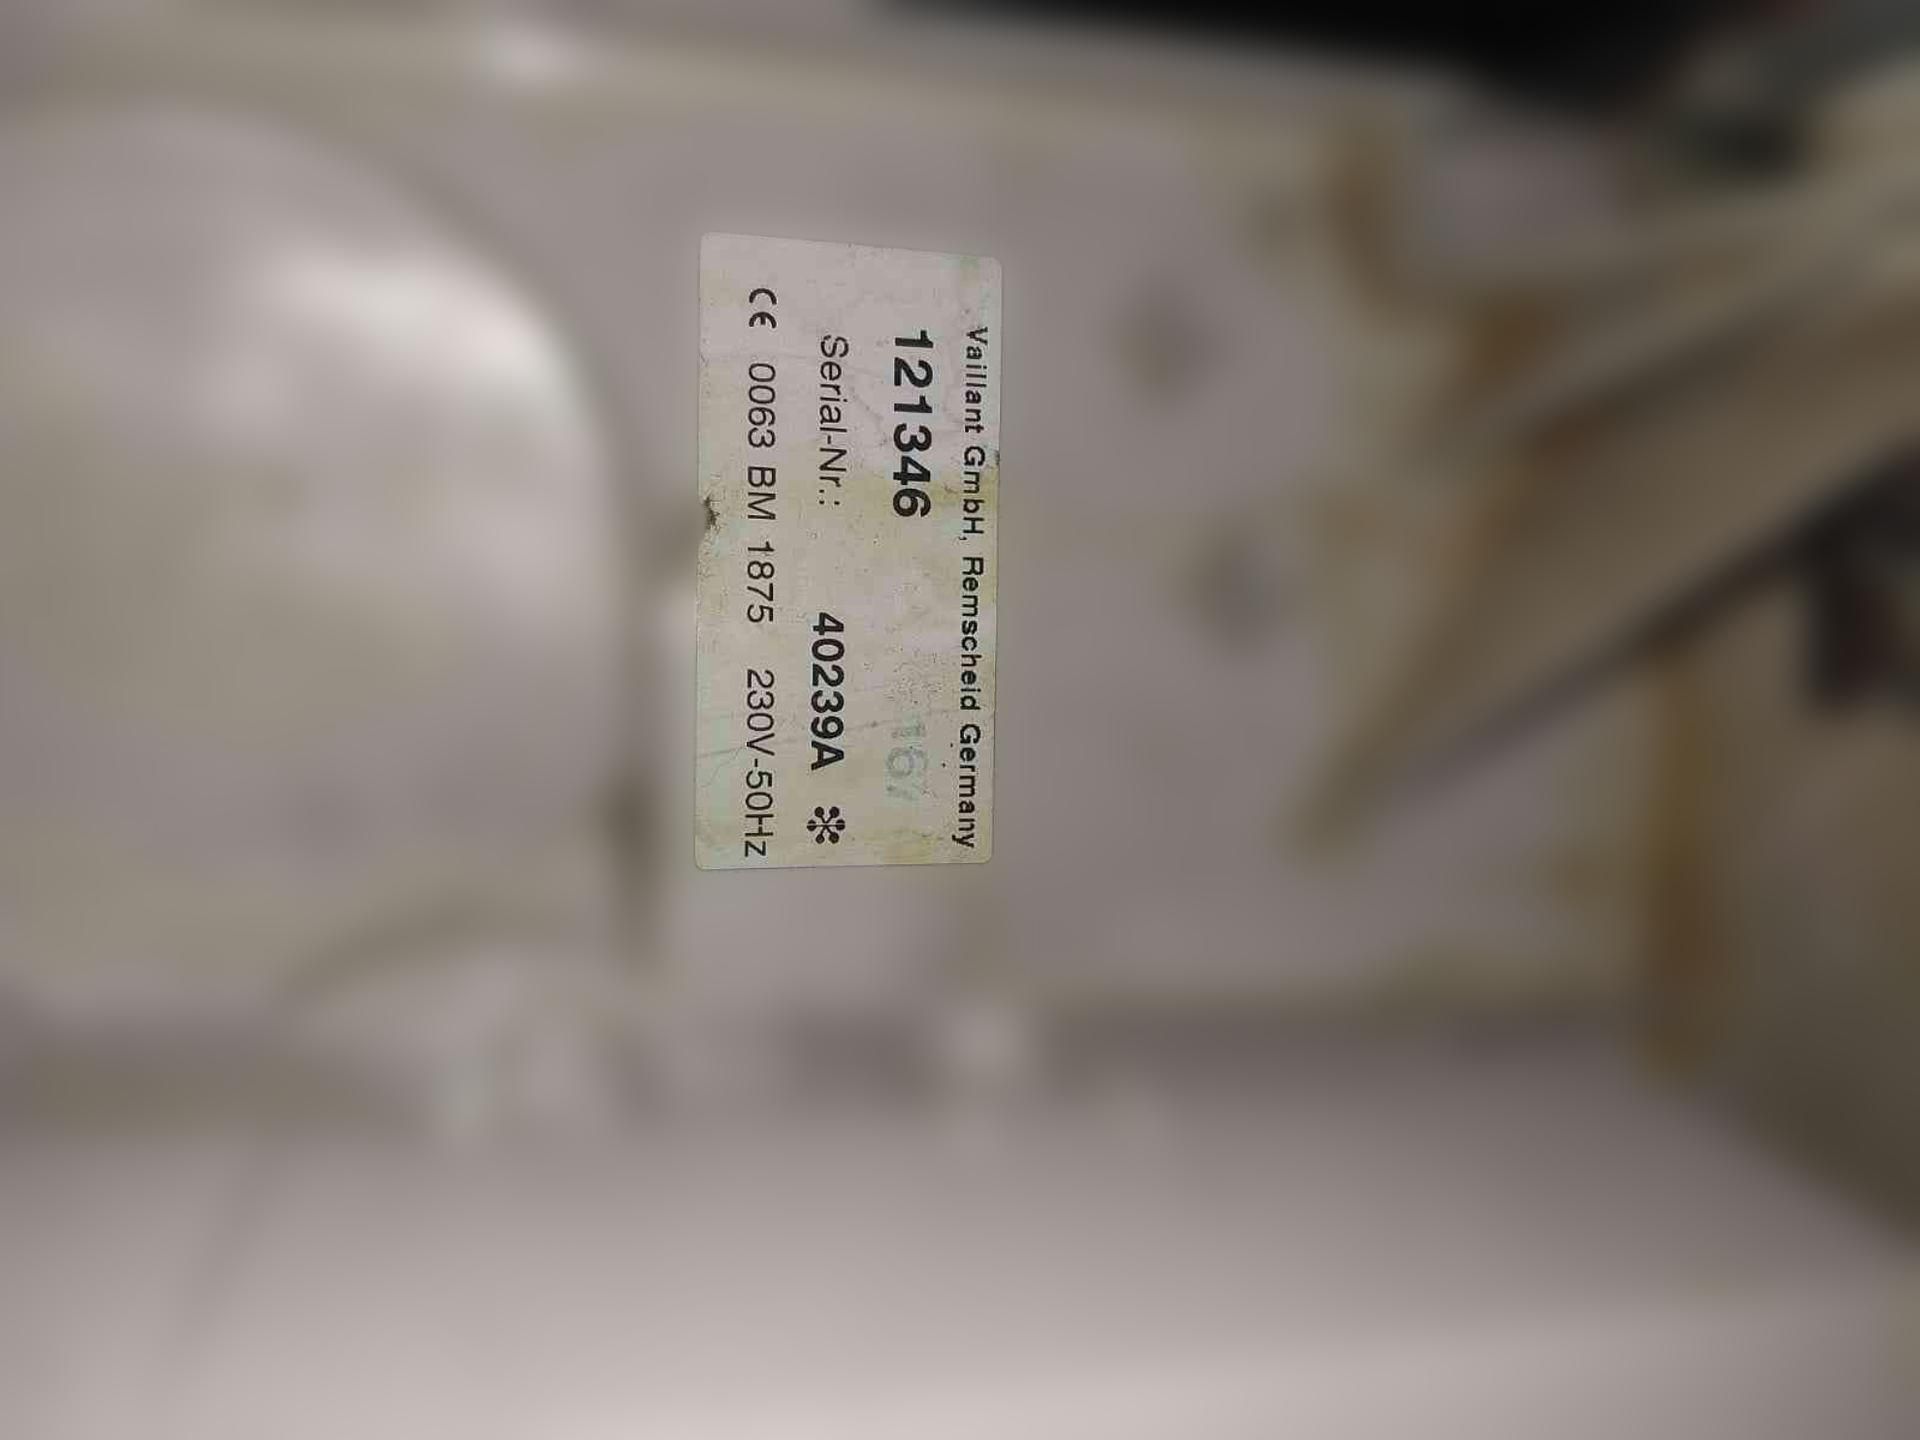 Vaillant GmbH, Remscheid Germany
121346
Serial-Nr.: 40239A ✻
CE 0063 BM 1875 230V-50Hz